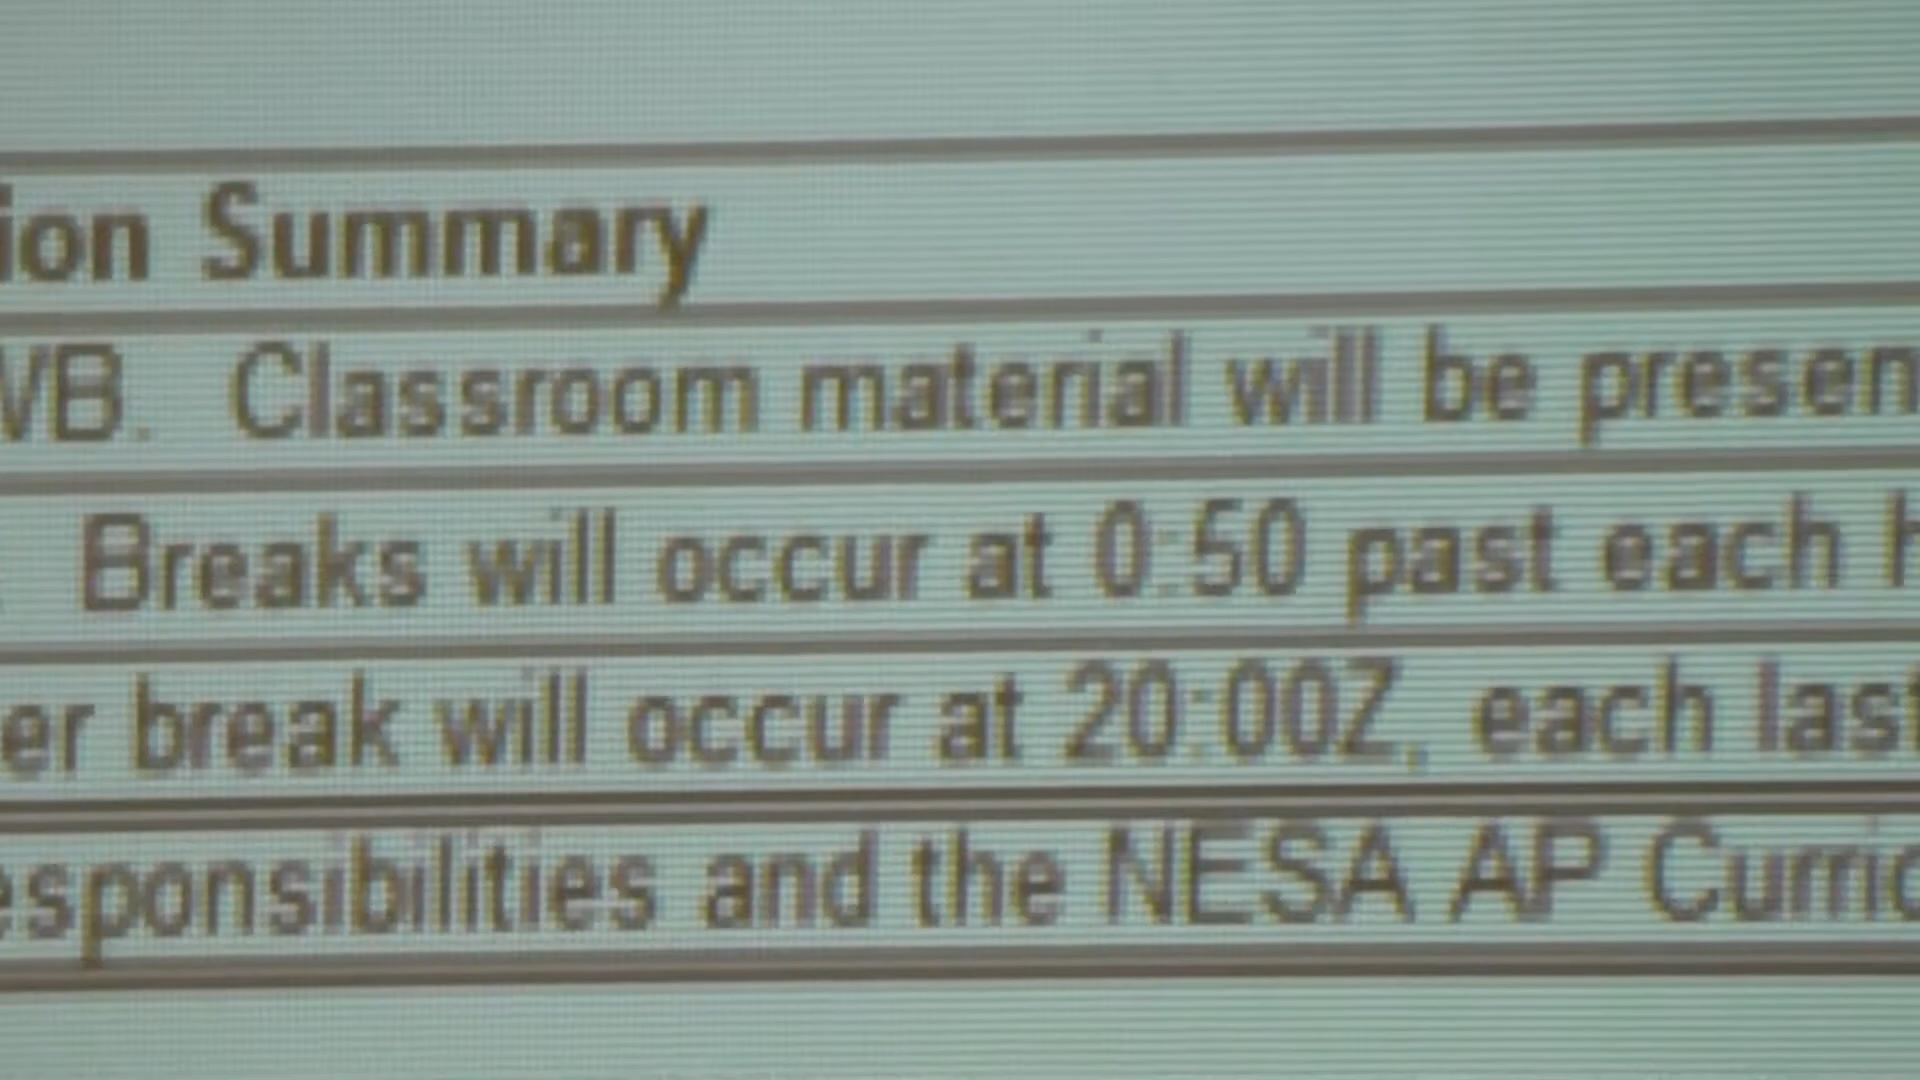 ion Summary
VB. Classroom material will be presen
Breaks will occur at 0:50 past each H
er break will occur at 20:00Z, each last
esponsibilities and the NESA AP Curric